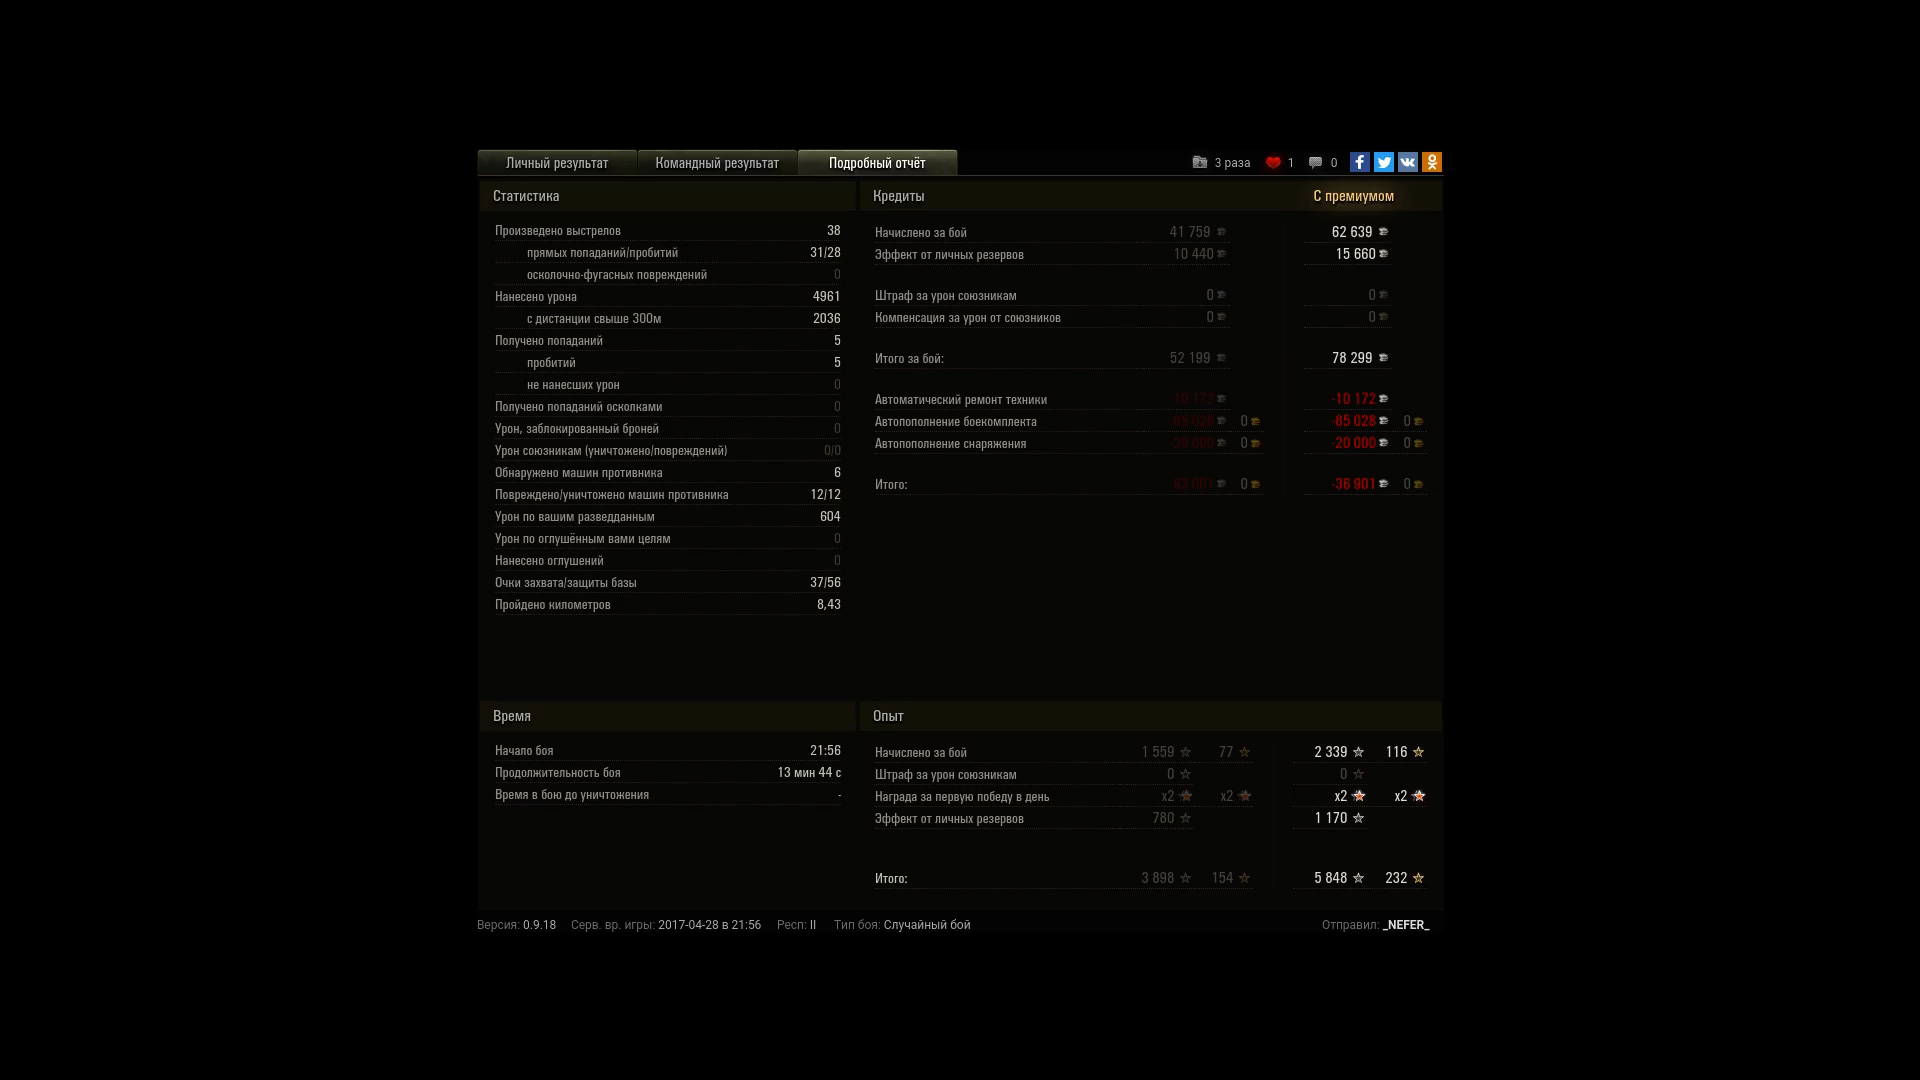 Личный результат Командный результат Подробный отчёт 3 раза 1 0
Статистика
Произведено выстрелов 38
прямых попаданий/пробитий 31/28
осколочно-фугасных повреждений 0
Нанесено урона 4961
с дистанции свыше 300м 2036
Получено попаданий 5
пробитий 5
не нанесших урон 0
Получено попаданий осколками 0
Урон, заблокированный броней 0
Урон союзникам (уничтожено/повреждений) 0/0
Обнаружено машин противника 6
Повреждено/уничтожено машин противника 12/12
Урон по вашим разведданным 604
Урон по оглушённым вами целям 0
Нанесено оглушений 0
Очки захвата/защиты базы 37/56
Пройдено километров 8,43
Кредиты С премиумом
Начислено за бой 41 759 62 639
Эффект от личных резервов 10 440 15 660
Штраф за урон союзникам 0 0
Компенсация за урон от союзников 0 0
Итого за бой: 52 199 78 299
Автоматический ремонт техники -10 172 -10 172
Автопополнение боекомплекта 0 -85 028 0
Автопополнение снаряжения -20 000 0 -20 000 0
Итого: 0 -36 901 0
Время
Начало боя 21:56
Продолжительность боя 13 мин 44 с
Время в бою до уничтожения -
Опыт
Начислено за бой 1 559 77 2 339 116
Штраф за урон союзникам 0 0
Награда за первую победу в день x2 x2 x2 x2
Эффект от личных резервов 780 1 170
Итого: 3 898 154 5 848 232
Версия: 0.9.18 Серв. вр. игры: 2017-04-28 в 21:56 Респ: II Тип боя: Случайный бой Отправил: _NEFER_